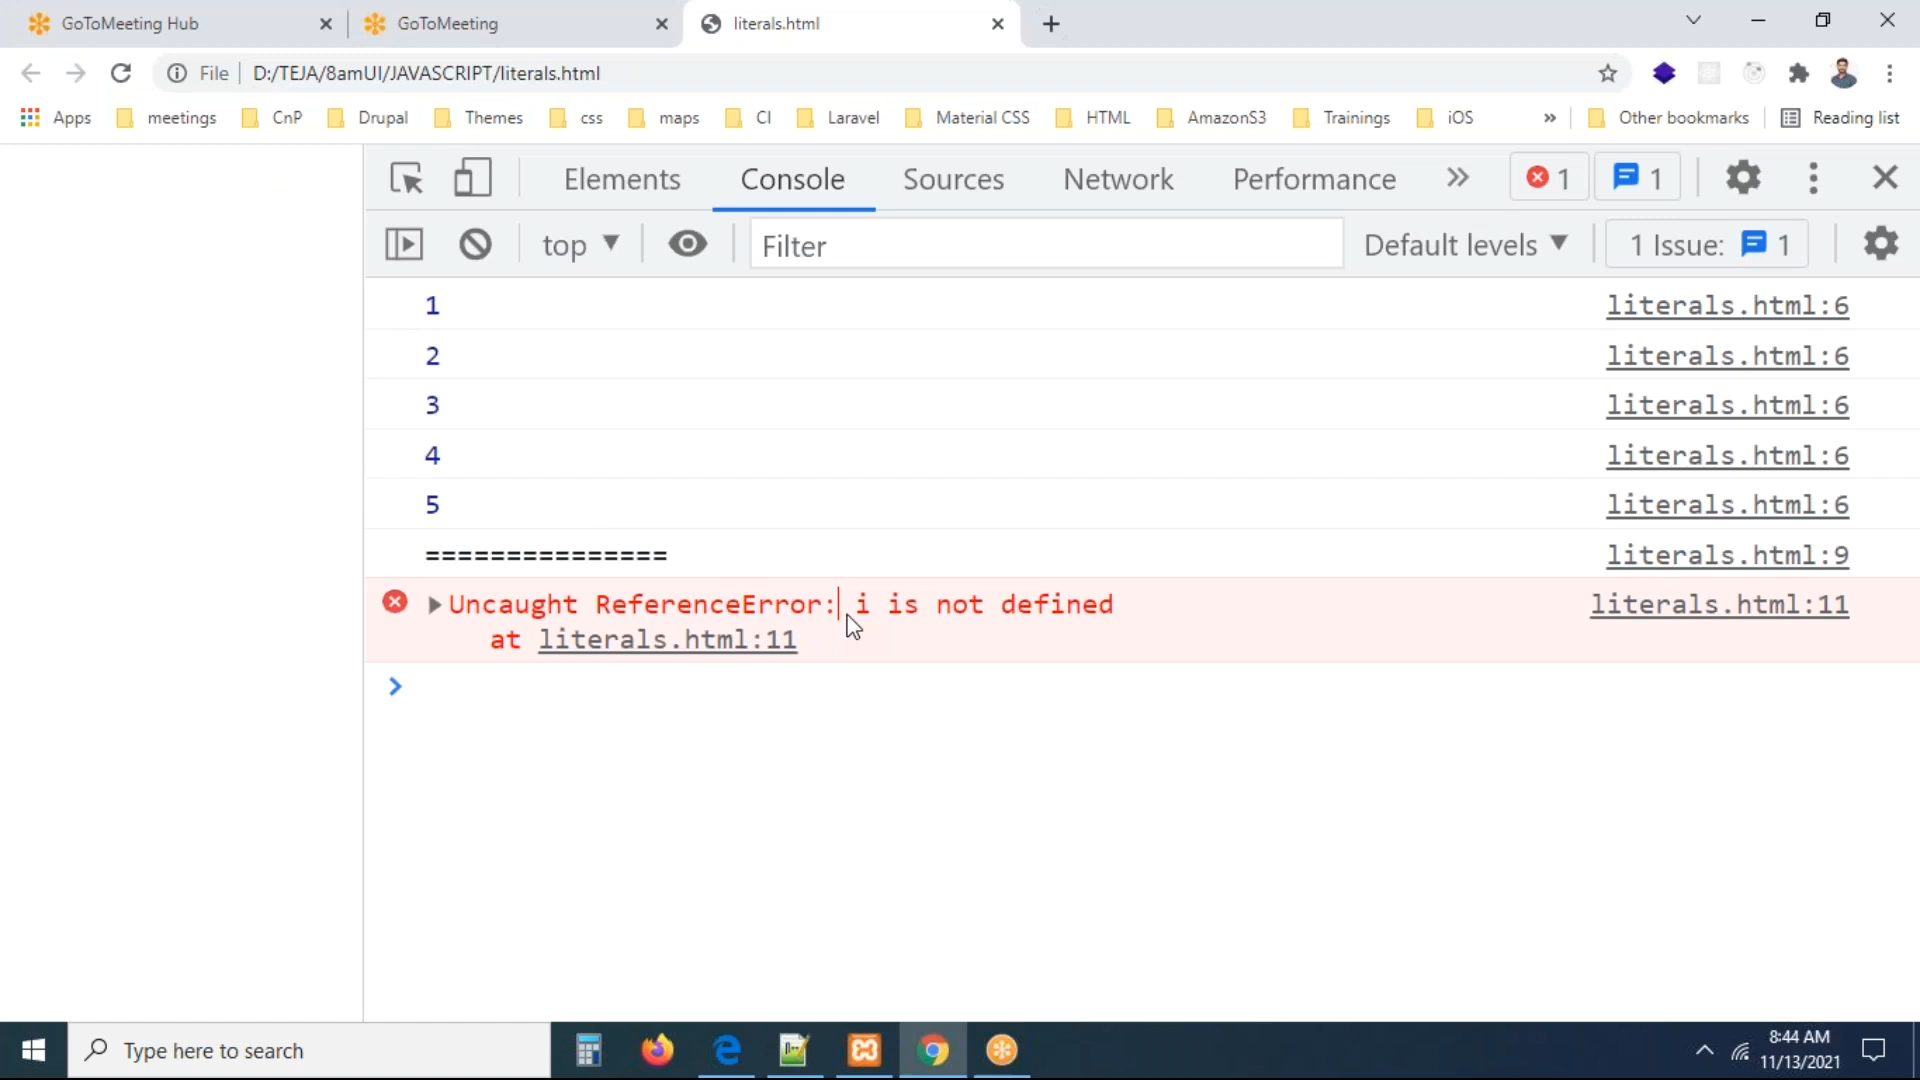 GoToMeeting Hub GoToMeeting literals.html
File D:/TEJA/8amUI/JAVASCRIPT/literals.html
Apps meetings CnP Drupal Themes css maps CI Laravel Material CSS HTML AmazonS3 Trainings iOS » Other bookmarks Reading list
Elements Console Sources Network Performance » 1 1
top Filter Default levels 1 Issue: 1
1 literals.html:6
2 literals.html:6
3 literals.html:6
4 literals.html:6
5 literals.html:6
=============== literals.html:9
Uncaught ReferenceError: i is not defined literals.html:11
at literals.html:11
Type here to search 8:44 AM
11/13/2021